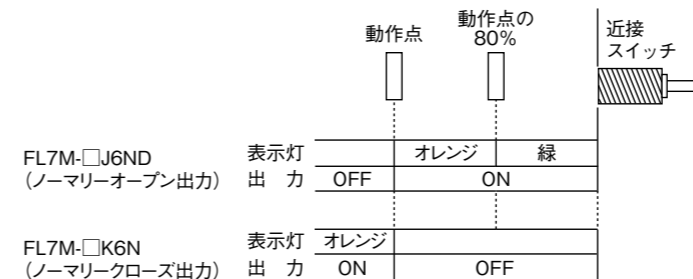 動作点
動作点の
80%
近接
スイッチ
FL7M-□J6ND
(ノーマリーオープン出力)
表示灯 オレンジ 緑
出 力 OFF ON
FL7M-□K6N
(ノーマリークローズ出力)
表示灯 オレンジ
出 力 ON OFF